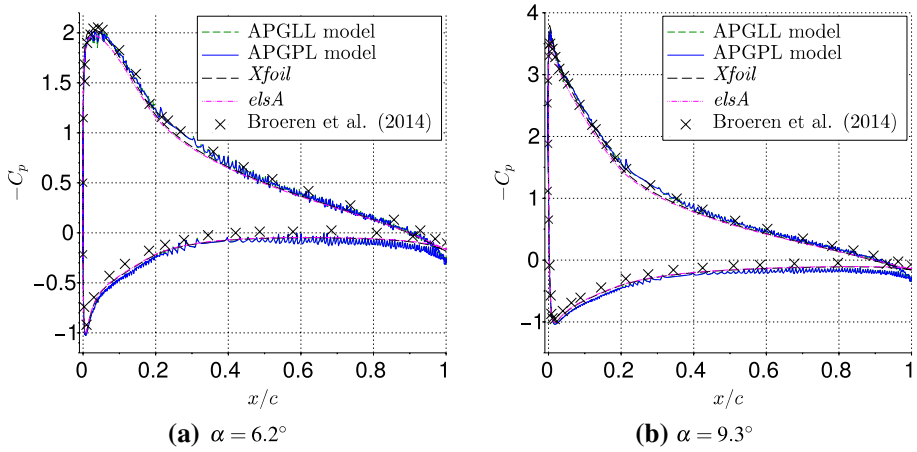 2
1.5
1
0.5
0
−0.5
−1
−C_p
0 0.2 0.4 0.6 0.8 1
x/c
APGLL model
APGPL model
Xfoil
elsA
Broeren et al. (2014)
(a) α = 6.2°
4
3
2
1
0
−1
−C_p
0 0.2 0.4 0.6 0.8 1
x/c
APGLL model
APGPL model
Xfoil
elsA
Broeren et al. (2014)
(b) α = 9.3°